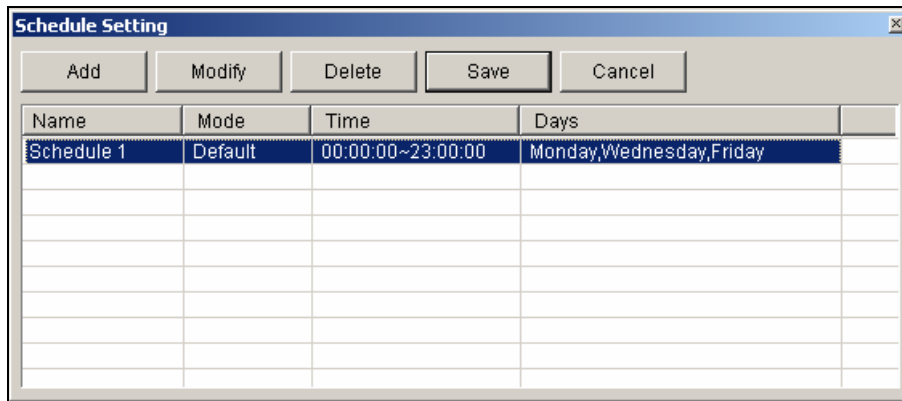 Schedule Setting
Add Modify Delete Save Cancel
Name Mode Time Days
Schedule 1 Default 00:00:00~23:00:00 Monday,Wednesday,Friday